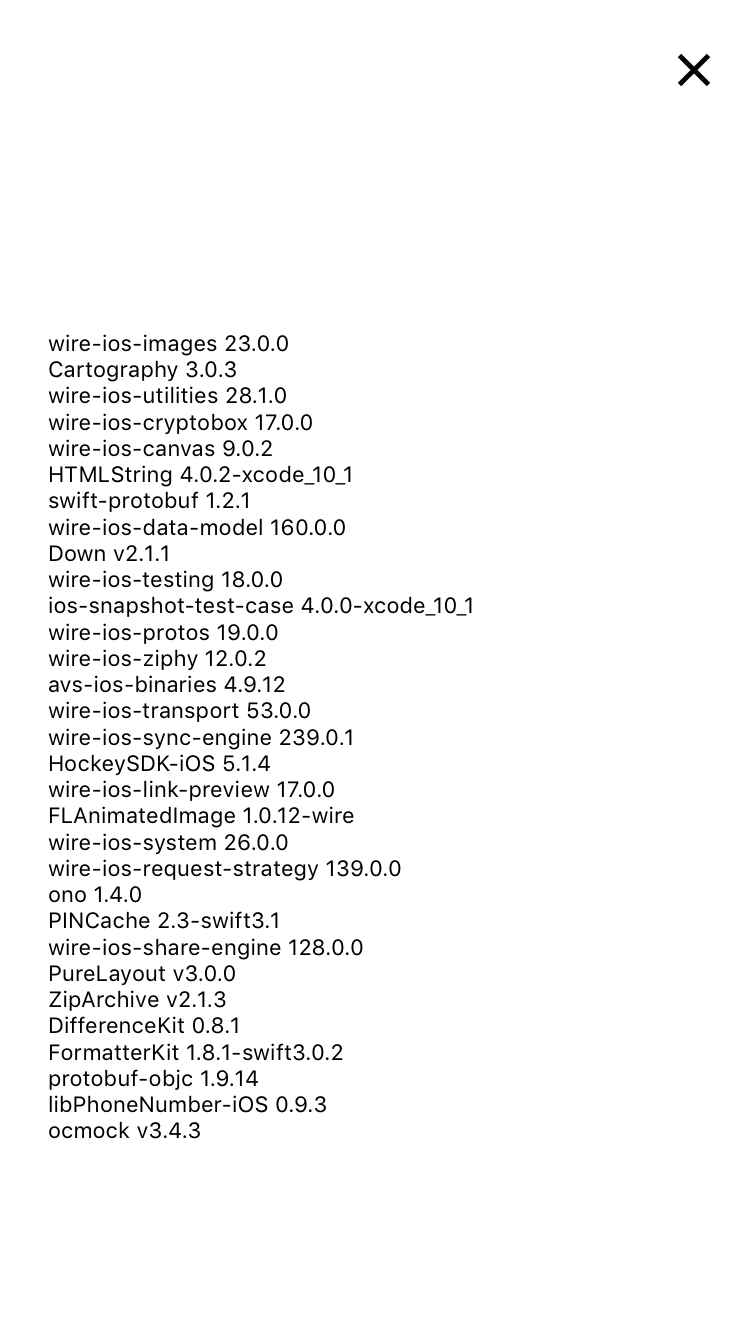 wire-ios-images 23.0.0
Cartography 3.0.3
wire-ios-utilities 28.1.0
wire-ios-cryptobox 17.0.0
wire-ios-canvas 9.0.2
HTMLString 4.0.2-xcode_10_1
swift-protobuf 1.2.1
wire-ios-data-model 160.0.0
Down v2.1.1
wire-ios-testing 18.0.0
ios-snapshot-test-case 4.0.0-xcode_10_1
wire-ios-protos 19.0.0
wire-ios-ziphy 12.0.2
avs-ios-binaries 4.9.12
wire-ios-transport 53.0.0
wire-ios-sync-engine 239.0.1
HockeySDK-iOS 5.1.4
wire-ios-link-preview 17.0.0
FLAnimatedImage 1.0.12-wire
wire-ios-system 26.0.0
wire-ios-request-strategy 139.0.0
ono 1.4.0
PINCache 2.3-swift3.1
wire-ios-share-engine 128.0.0
PureLayout v3.0.0
ZipArchive v2.1.3
DifferenceKit 0.8.1
FormatterKit 1.8.1-swift3.0.2
protobuf-objc 1.9.14
libPhoneNumber-iOS 0.9.3
ocmock v3.4.3